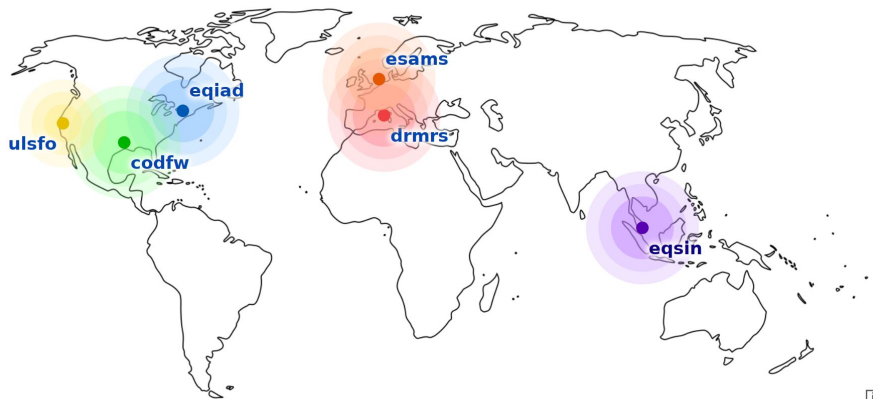 esams
eqiad
drmrs
ulsfo
codfw
eqsin